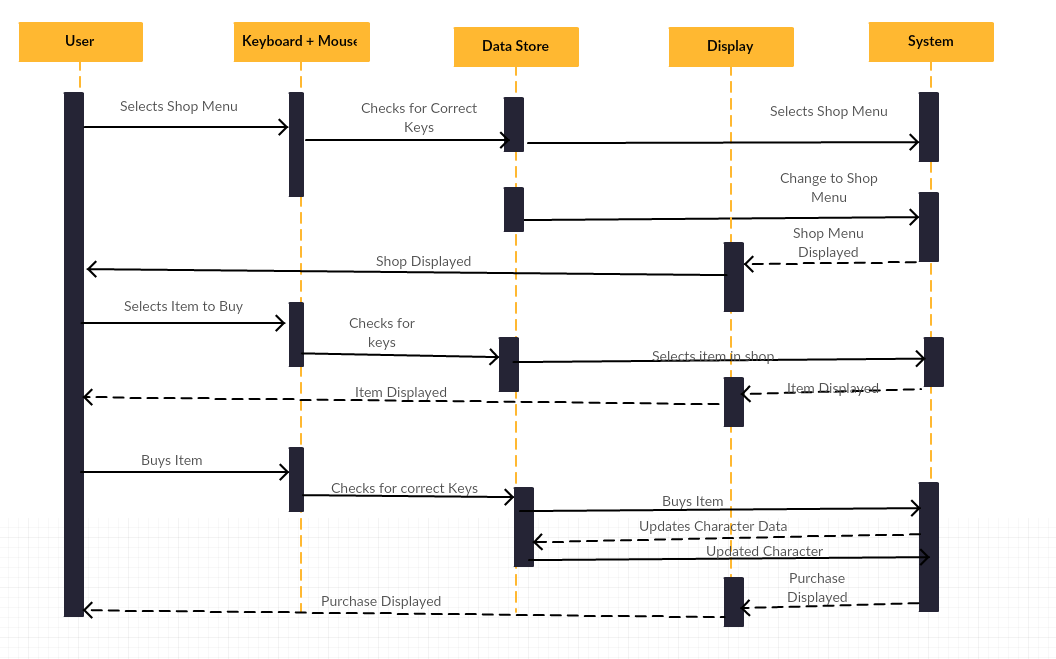 User
Keyboard + Mouse
Data Store
Display
System
Selects Shop Menu
Checks for Correct
Keys
Selects Shop Menu
Change to Shop
Menu
Shop Menu
Displayed
Shop Displayed
Selects Item to Buy
Checks for
keys
Selects item in shop
Item Displayed
Item Displayed
Buys Item
Checks for correct Keys
Buys Item
Updates Character Data
Updated Character
Purchase
Displayed
Purchase Displayed